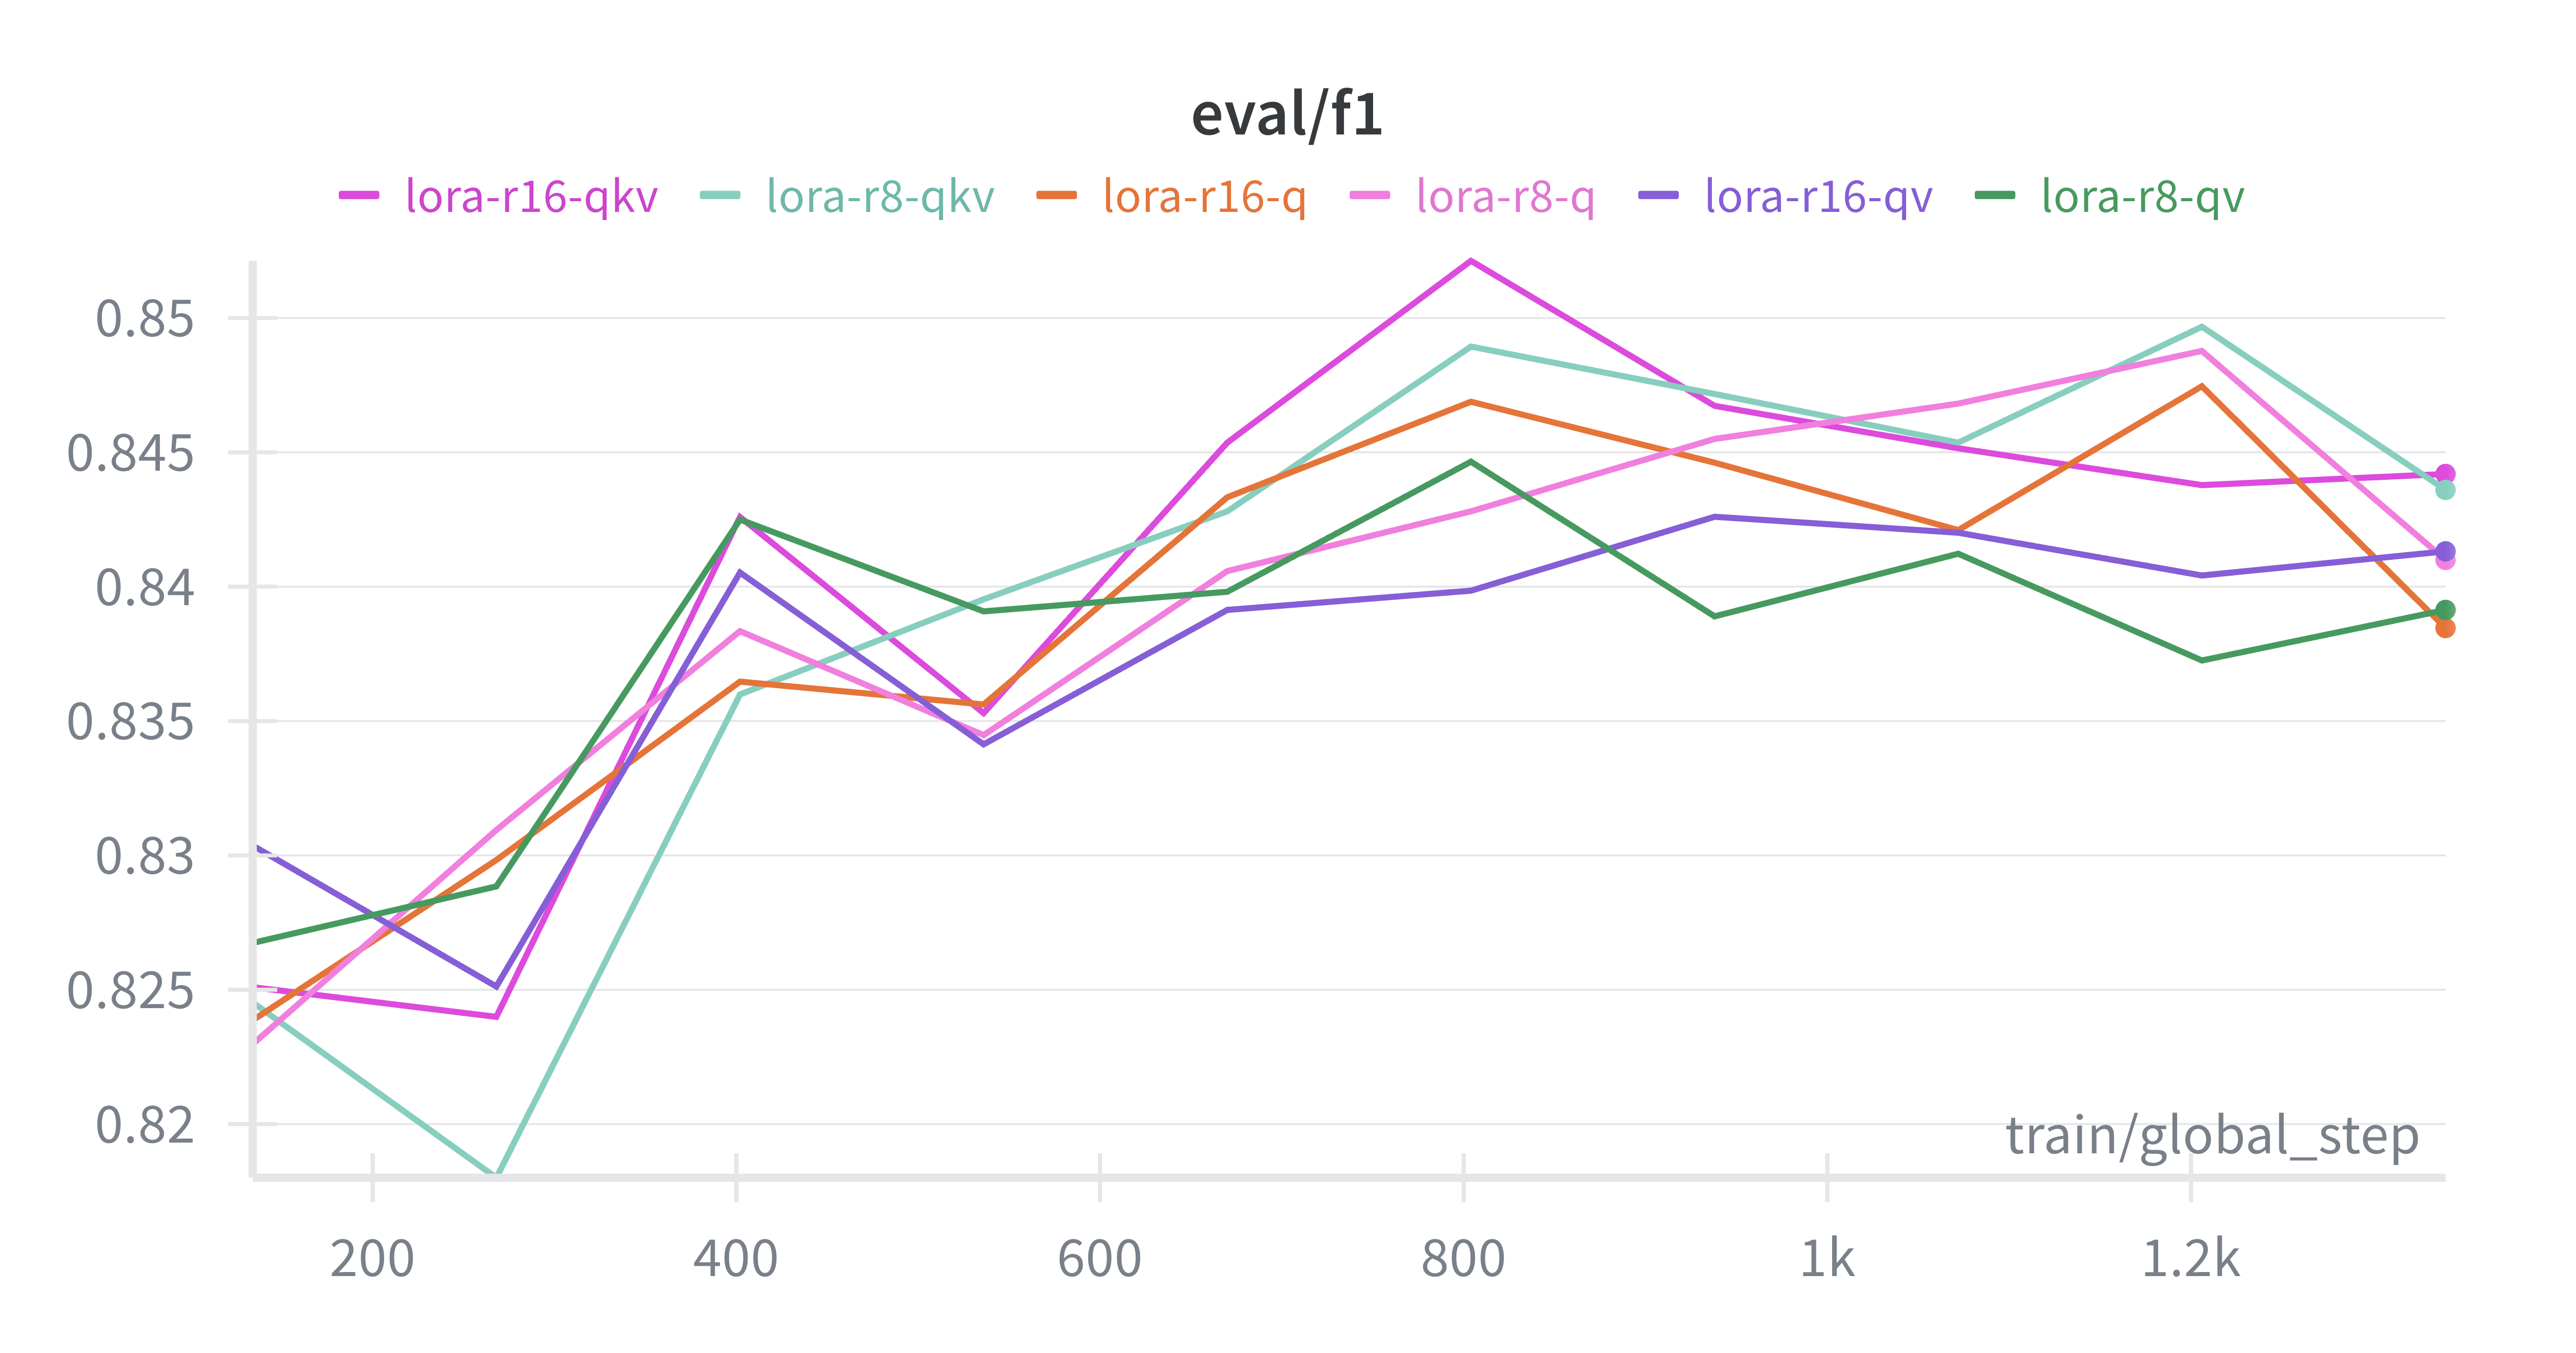 eval/f1
lora-r16-qkv lora-r8-qkv lora-r16-q lora-r8-q lora-r16-qv lora-r8-qv
0.85
0.845
0.84
0.835
0.83
0.825
0.82
train/global_step
200 400 600 800 1k 1.2k